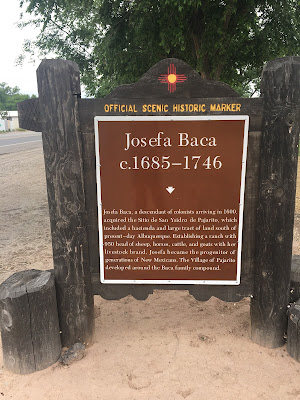 OFFICIAL SCENIC HISTORIC MARKER
Josefa Baca
c.1685–1746
Josefa Baca, a descendant of colonists arriving in 1600,
acquired the Sitio de San Ysidro de Pajarito, which
included a hacienda and large tract of land south of
present–day Albuquerque. Establishing a ranch with
950 head of sheep, horses, cattle, and goats with her
livestock brand, Josefa became the progenitor of
generations of New Mexicans. The Village of Pajarito
developed around the Baca family compound.